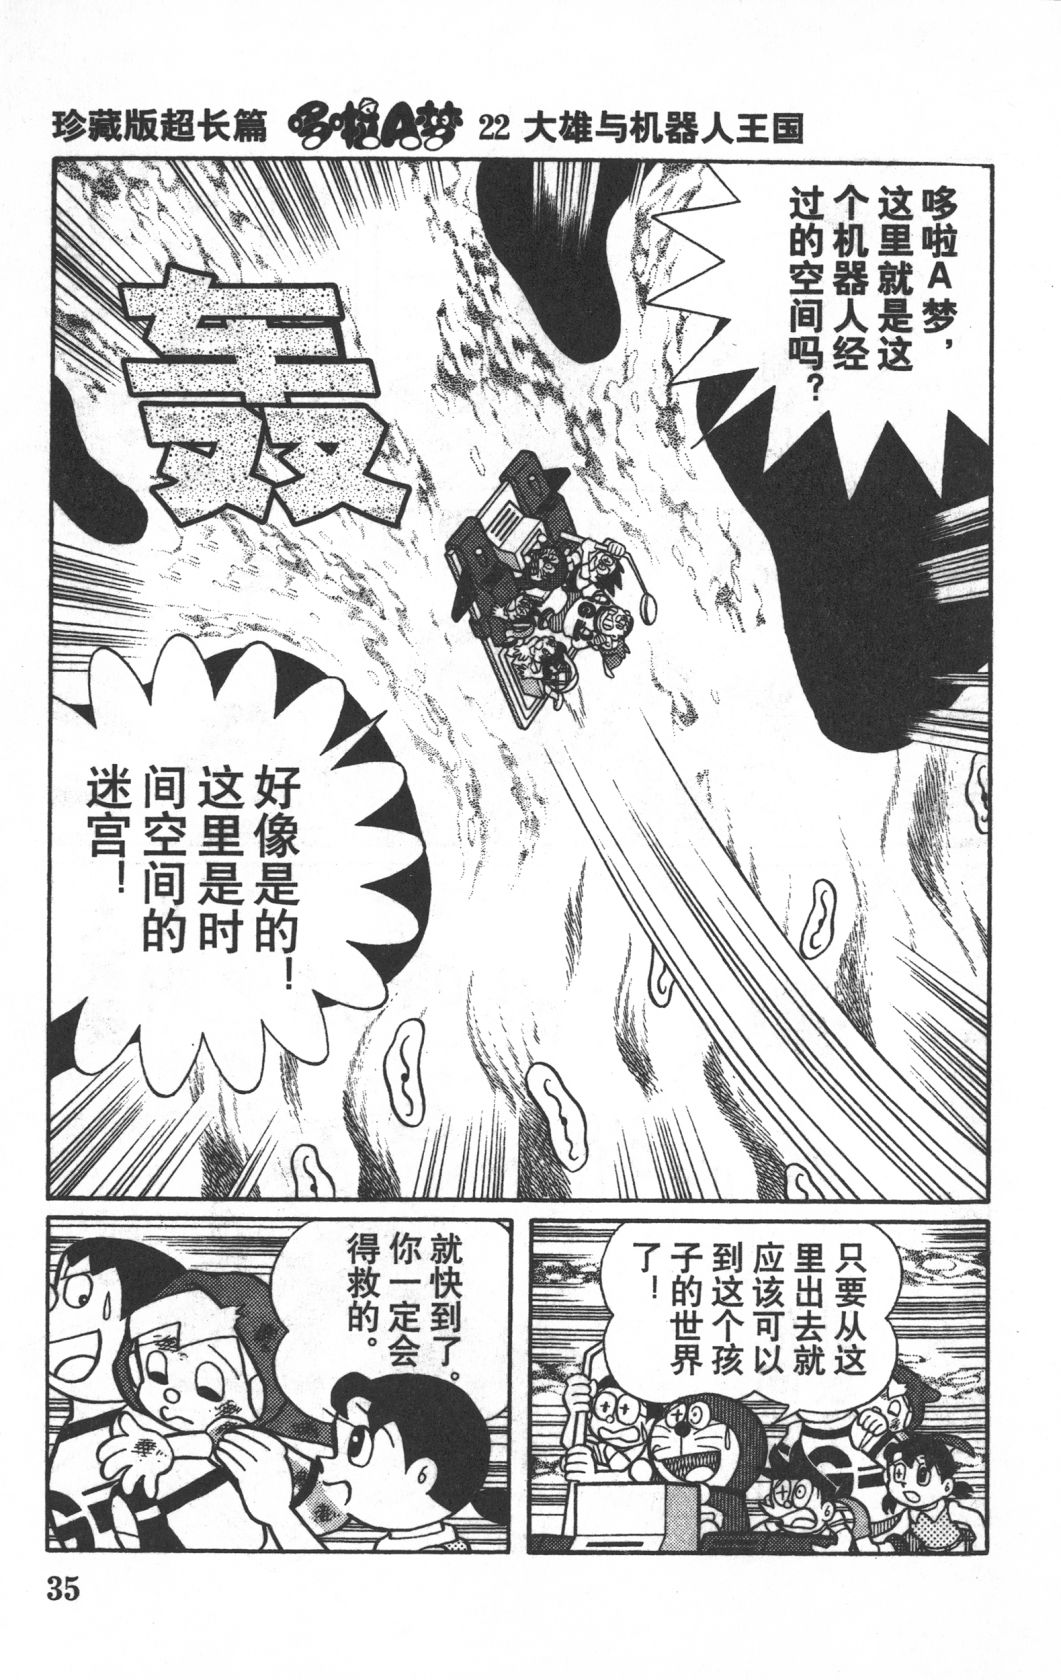 珍藏版超长篇 哆啦A梦 22 大雄与机器人王国
哆啦A梦，
这里就是这
个机器人经
过的空间吗？
轰
好像是的！
这里是时
间空间的
迷宫！
只要从这
里出去就
应该可以
到这个孩
子的世界
了！
就快到了。
你一定会
得救的。
35